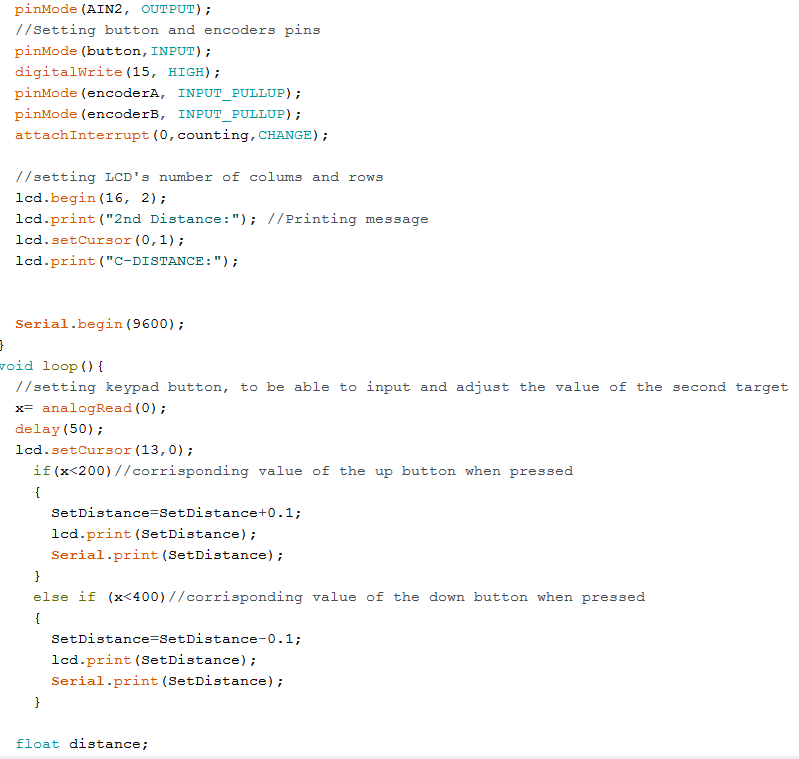 pinMode(AIN2, OUTPUT);
//Setting button and encoders pins
pinMode(button,INPUT);
digitalWrite(15, HIGH);
pinMode(encoderA, INPUT_PULLUP);
pinMode(encoderB, INPUT_PULLUP);
attachInterrupt(0,counting,CHANGE);
//setting LCD's number of colums and rows
lcd.begin(16, 2);
lcd.print("2nd Distance:"); //Printing message
lcd.setCursor(0,1);
lcd.print("C-DISTANCE:");
Serial.begin(9600);
}
void loop(){
//setting keypad button, to be able to input and adjust the value of the second target
x= analogRead(0);
delay(50);
lcd.setCursor(13,0);
if(x<200)//corrisponding value of the up button when pressed
{
SetDistance=SetDistance+0.1;
lcd.print(SetDistance);
Serial.print(SetDistance);
}
else if (x<400)//corrisponding value of the down button when pressed
{
SetDistance=SetDistance-0.1;
lcd.print(SetDistance);
Serial.print(SetDistance);
}
float distance;